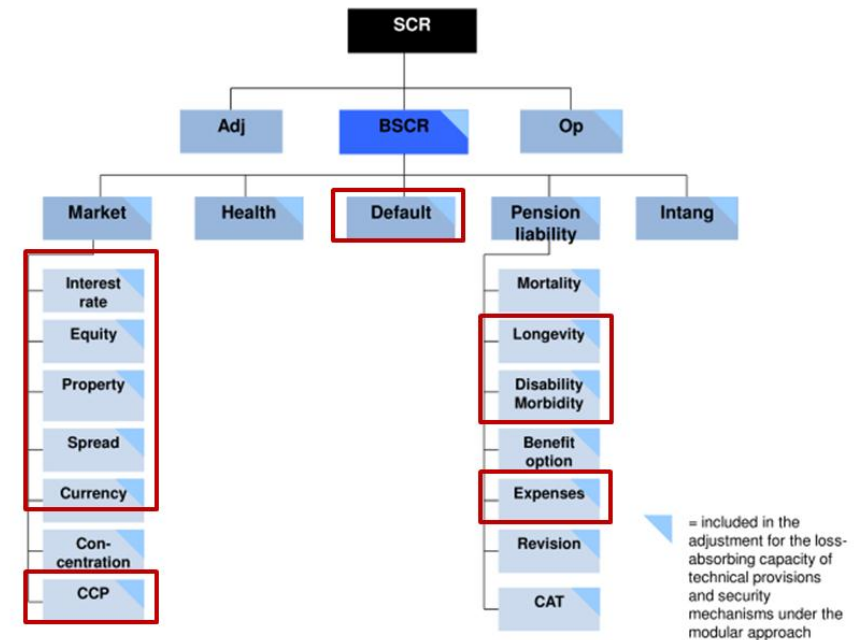 SCR
Adj
BSCR
Op
Market
Health
Default
Pension
liability
Intang
Interest
rate
Equity
Property
Spread
Currency
Con-
centration
CCP
Mortality
Longevity
Disability
Morbidity
Benefit
option
Expenses
Revision
CAT
= included in the
adjustment for the loss-
absorbing capacity of
technical provisions
and security
mechanisms under the
modular approach